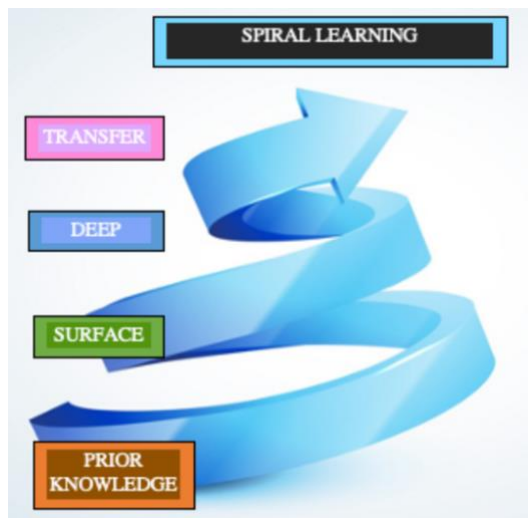 SPIRAL LEARNING
TRANSFER
DEEP
SURFACE
PRIOR
KNOWLEDGE